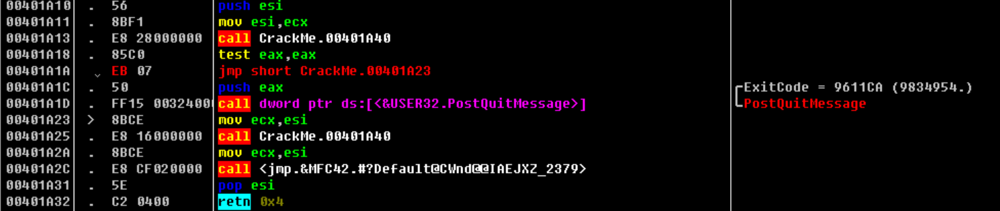 00401A10 . 56 push esi
00401A11 . 8BF1 mov esi,ecx
00401A13 . E8 28000000 call CrackMe.00401A40
00401A18 . 85C0 test eax,eax
00401A1A . EB 07 jmp short CrackMe.00401A23
00401A1C . 50 push eax ExitCode = 9611CA (9834954.)
00401A1D . FF15 00324000 call dword ptr ds:[<&USER32.PostQuitMessage>] PostQuitMessage
00401A23 > 8BCE mov ecx,esi
00401A25 . E8 16000000 call CrackMe.00401A40
00401A2A . 8BCE mov ecx,esi
00401A2C . E8 CF020000 call <jmp.&MFC42.#?Default@CWnd@@IAEJXZ_2379>
00401A31 . 5E pop esi
00401A32 . C2 0400 retn 0x4